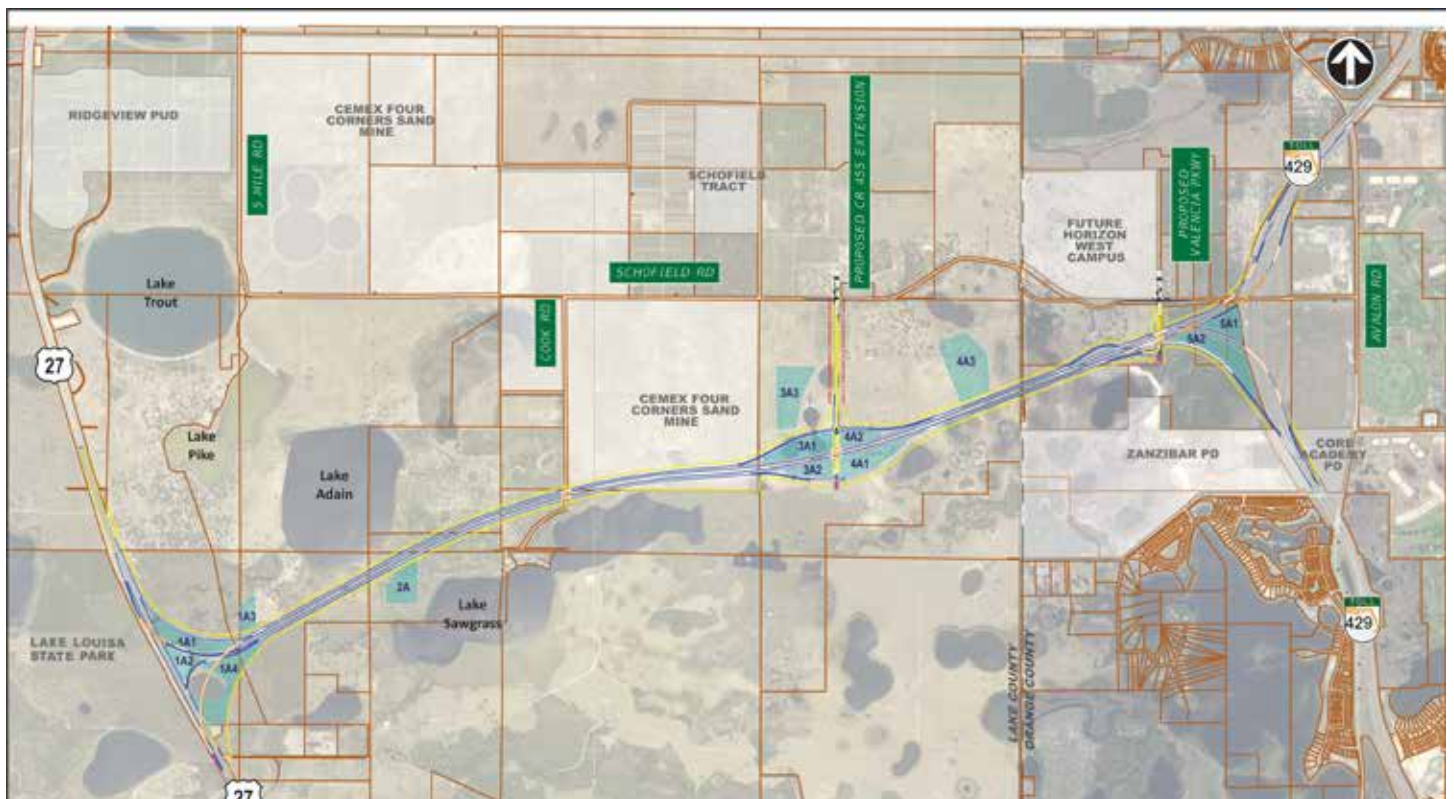 RIDGEVIEW PUD
CEMEX FOUR
CORNERS SAND
MINE
5 MILE RD
SCHOFIELD
TRACT
PROPOSED CR 455 EXTENSION
FUTURE
HORIZON
WEST
CAMPUS
PROPOSED
VALENCIA PKWY
TOLL
429
AVALON RD
SCHOFIELD RD
Lake
Trout
COOK RD
27
CEMEX FOUR
CORNERS SAND
MINE
Lake
Pike
Lake
Adain
3A3
4A3
5A1
5A2
3A1
4A2
3A2
4A1
ZANZIBAR PD
CORE
ACADEMY
PD
2A
Lake
Sawgrass
1A3
1A1
1A2
1A4
LAKE LOUISA
STATE PARK
LAKE COUNTY
ORANGE COUNTY
TOLL
429
27